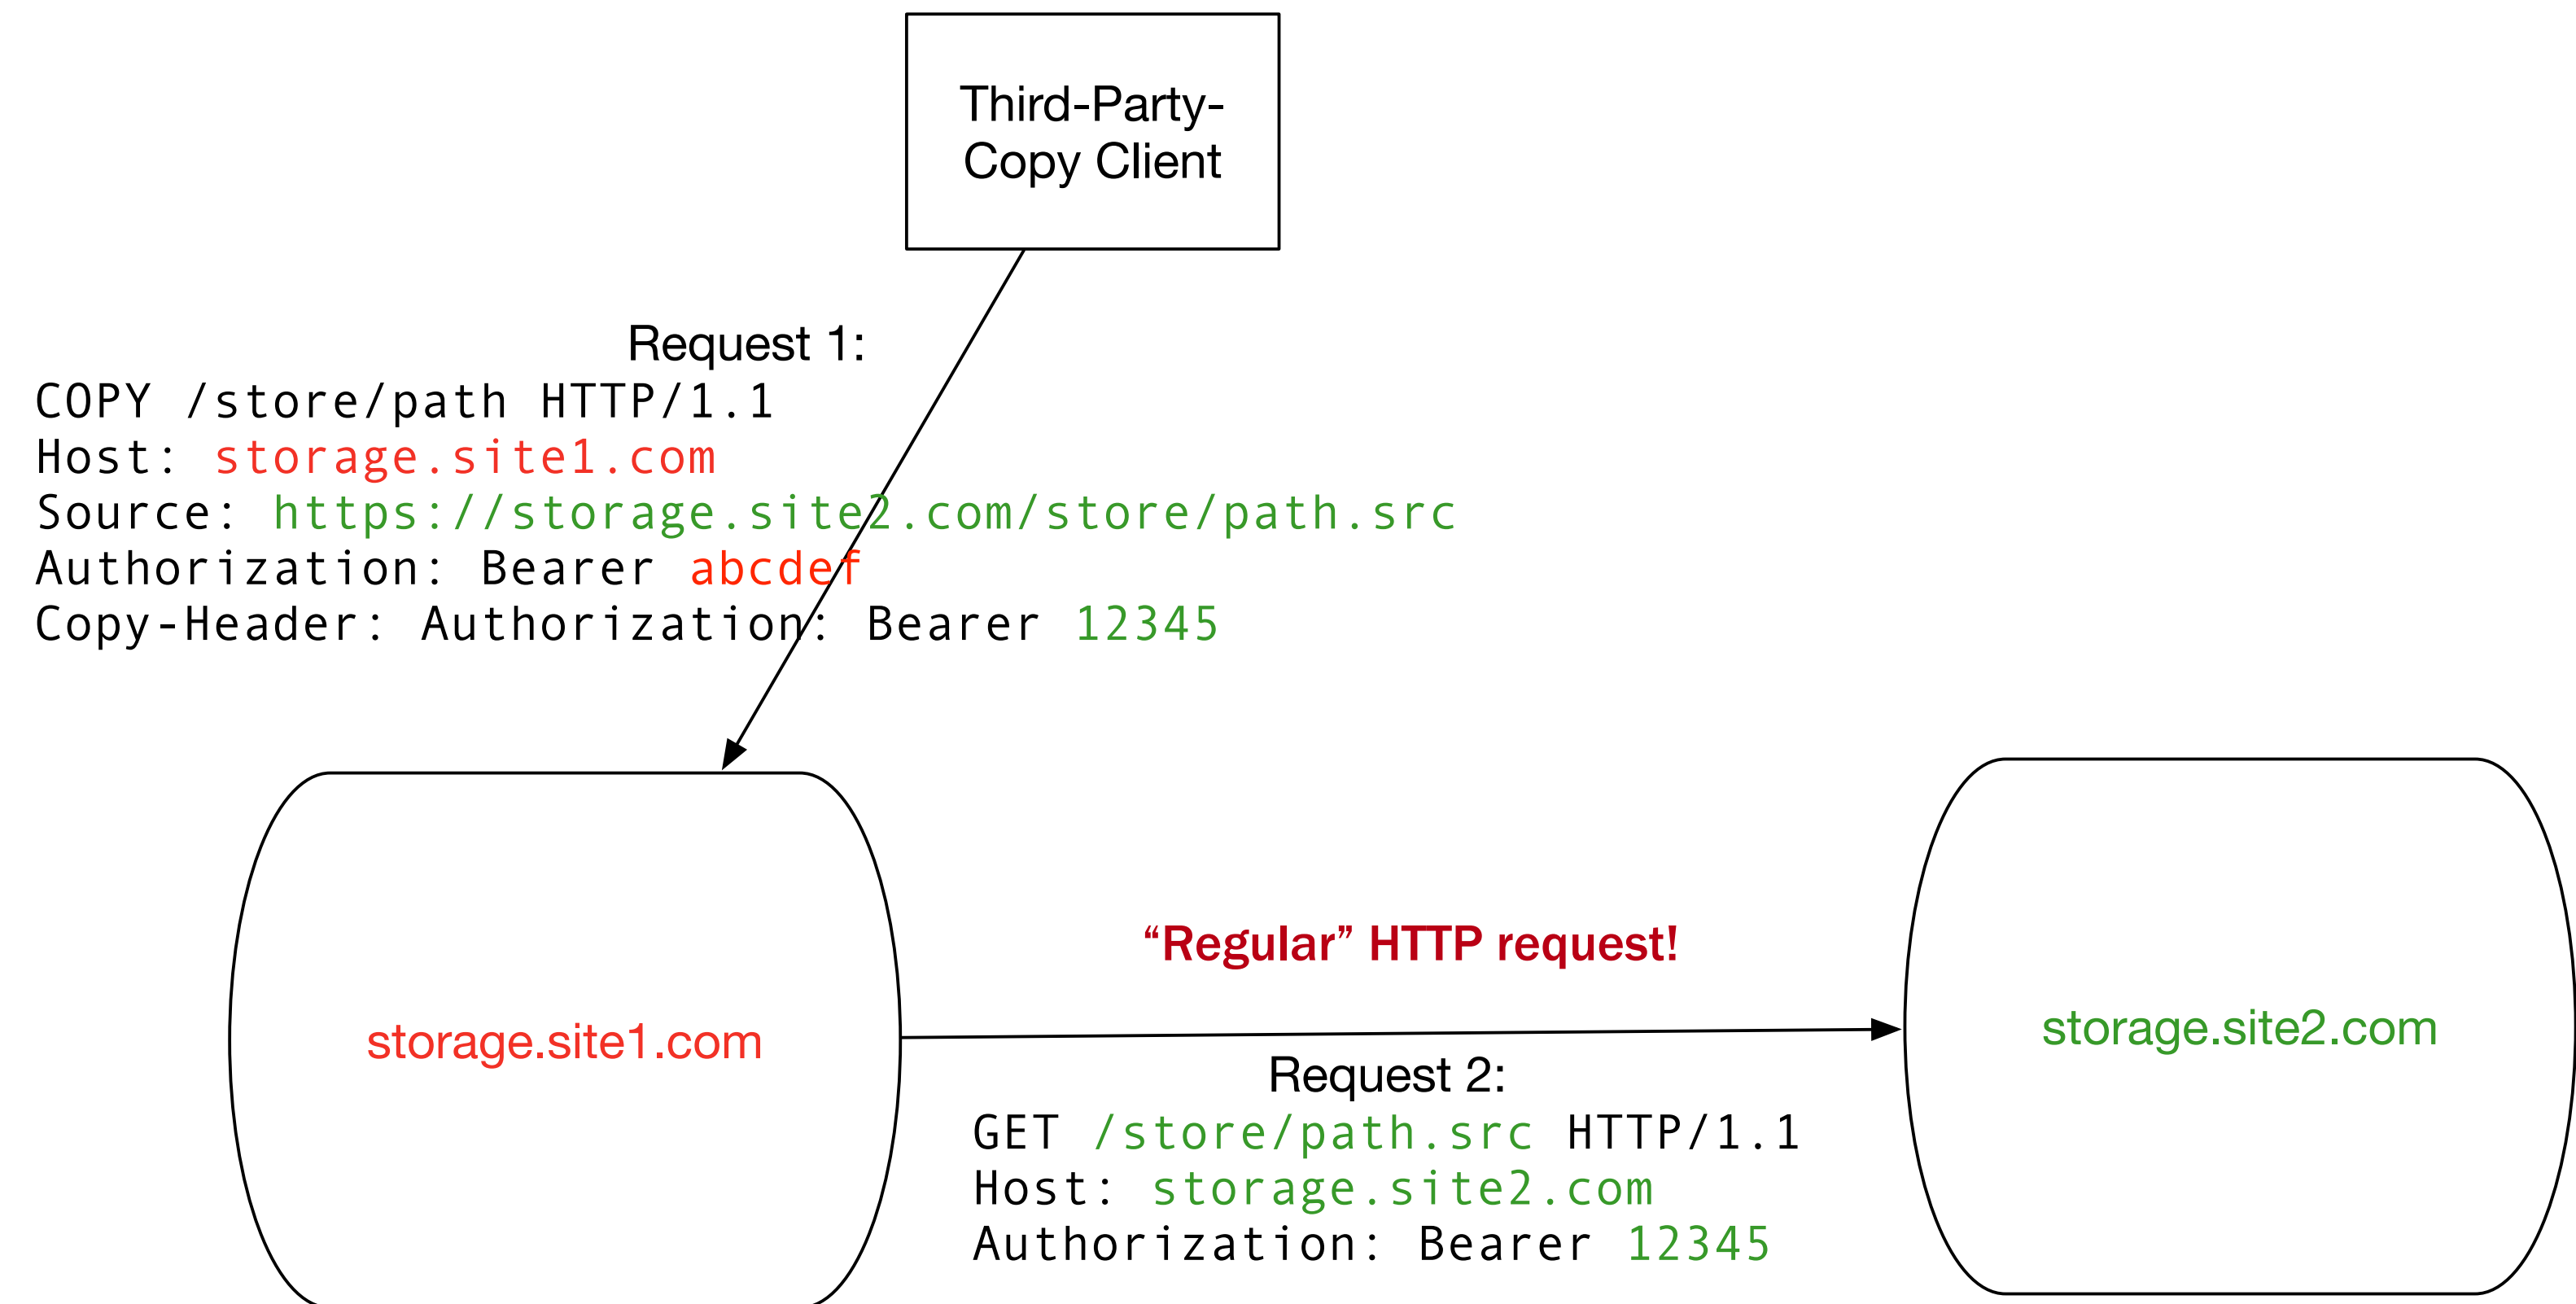 Third-Party-
Copy Client
Request 1:
COPY /store/path HTTP/1.1
Host: storage.site1.com
Source: https://storage.site2.com/store/path.src
Authorization: Bearer abcdef
Copy-Header: Authorization: Bearer 12345
“Regular” HTTP request!
storage.site1.com
storage.site2.com
Request 2:
GET /store/path.src HTTP/1.1
Host: storage.site2.com
Authorization: Bearer 12345